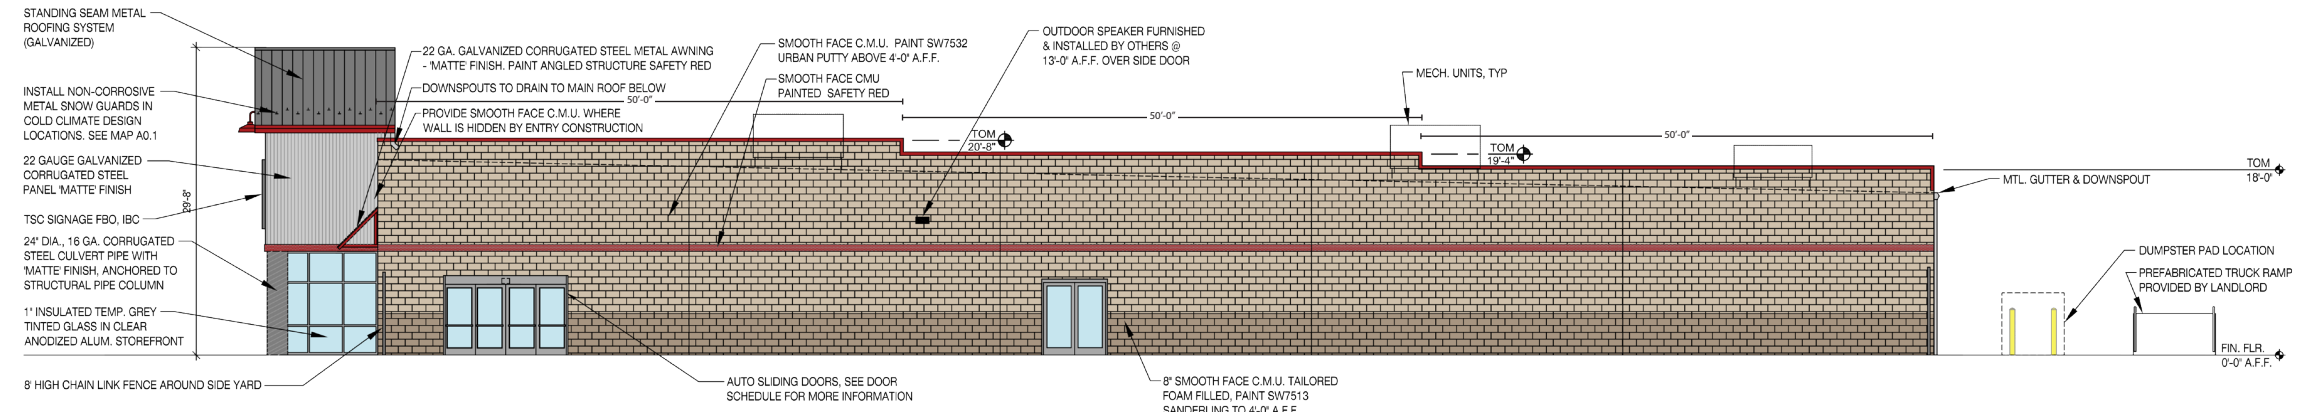 STANDING SEAM METAL
ROOFING SYSTEM
(GALVANIZED)
INSTALL NON-CORROSIVE
METAL SNOW GUARDS IN
COLD CLIMATE DESIGN
LOCATIONS. SEE MAP A0.1
22 GAUGE GALVANIZED
CORRUGATED STEEL
PANEL 'MATTE' FINISH
TSC SIGNAGE FBO, IBC
24" DIA., 16 GA. CORRUGATED
STEEL CULVERT PIPE WITH
'MATTE' FINISH, ANCHORED TO
STRUCTURAL PIPE COLUMN
1" INSULATED TEMP. GREY
TINTED GLASS IN CLEAR
ANODIZED ALUM. STOREFRONT
8' HIGH CHAIN LINK FENCE AROUND SIDE YARD
29'-8"
22 GA. GALVANIZED CORRUGATED STEEL METAL AWNING
- 'MATTE' FINISH. PAINT ANGLED STRUCTURE SAFETY RED
DOWNSPOUTS TO DRAIN TO MAIN ROOF BELOW
50'-0"
PROVIDE SMOOTH FACE C.M.U. WHERE
WALL IS HIDDEN BY ENTRY CONSTRUCTION
SMOOTH FACE C.M.U. PAINT SW7532
URBAN PUTTY ABOVE 4'-0" A.F.F.
SMOOTH FACE CMU
PAINTED SAFETY RED
OUTDOOR SPEAKER FURNISHED
& INSTALLED BY OTHERS @
13'-0" A.F.F. OVER SIDE DOOR
50'-0"
TOM
20'-8"
MECH. UNITS, TYP
50'-0"
TOM
19'-4"
TOM
18'-0"
MTL. GUTTER & DOWNSPOUT
DUMPSTER PAD LOCATION
PREFABRICATED TRUCK RAMP
PROVIDED BY LANDLORD
FIN. FLR.
0'-0" A.F.F.
AUTO SLIDING DOORS, SEE DOOR
SCHEDULE FOR MORE INFORMATION
8" SMOOTH FACE C.M.U. TAILORED
FOAM FILLED, PAINT SW7513
SANDERLING TO 4'-0" A.F.F.